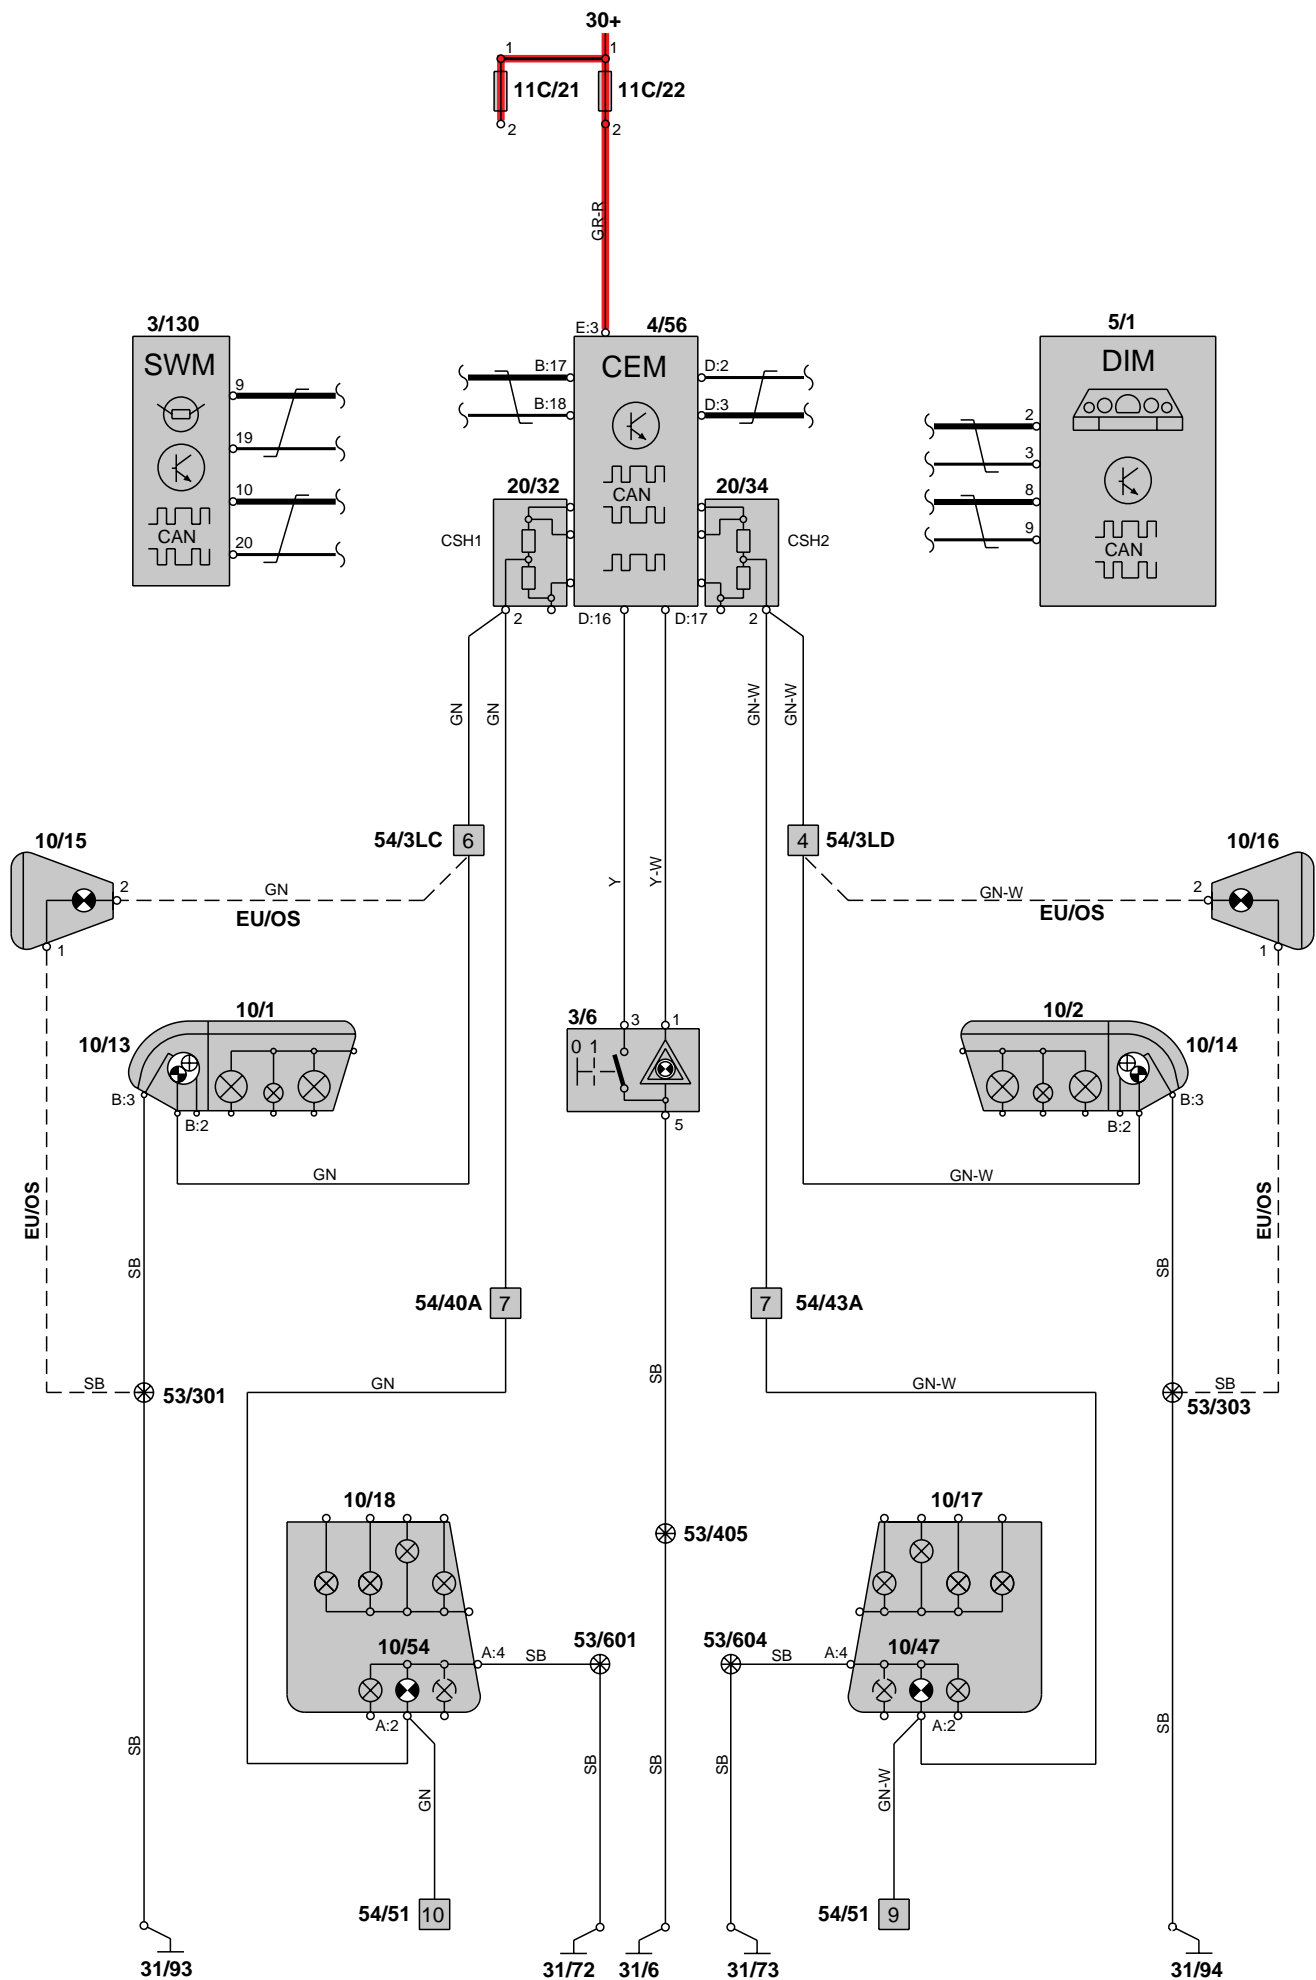 30+
1
1
11C/21
11C/22
2
2
GR-R
3/130
E:3
4/56
5/1
SWM
B:17
CEM
D:2
DIM
9
B:18
D:3
2
19
3
10
20/32
20/34
8
CAN
CSH1
CSH2
CAN
9
20
CAN
2
D:16
D:17
2
GN
GN
GN-W
GN-W
10/15
54/3LC
6
4
54/3LD
10/16
2
GN
Y
Y-W
GN-W
2
EU/OS
EU/OS
1
1
10/1
3/6
3
1
10/2
10/13
0 1
10/14
B:3
B:3
B:2
5
B:2
GN
GN-W
EU/OS
EU/OS
SB
SB
54/40A
7
7
54/43A
SB
SB
GN
GN-W
SB
53/301
53/303
10/18
10/17
53/405
10/54
A:4
SB
53/601
53/604
SB
A:4
10/47
A:2
A:2
SB
SB
SB
SB
SB
GN
GN-W
54/51
10
54/51
9
31/93
31/72
31/6
31/73
31/94